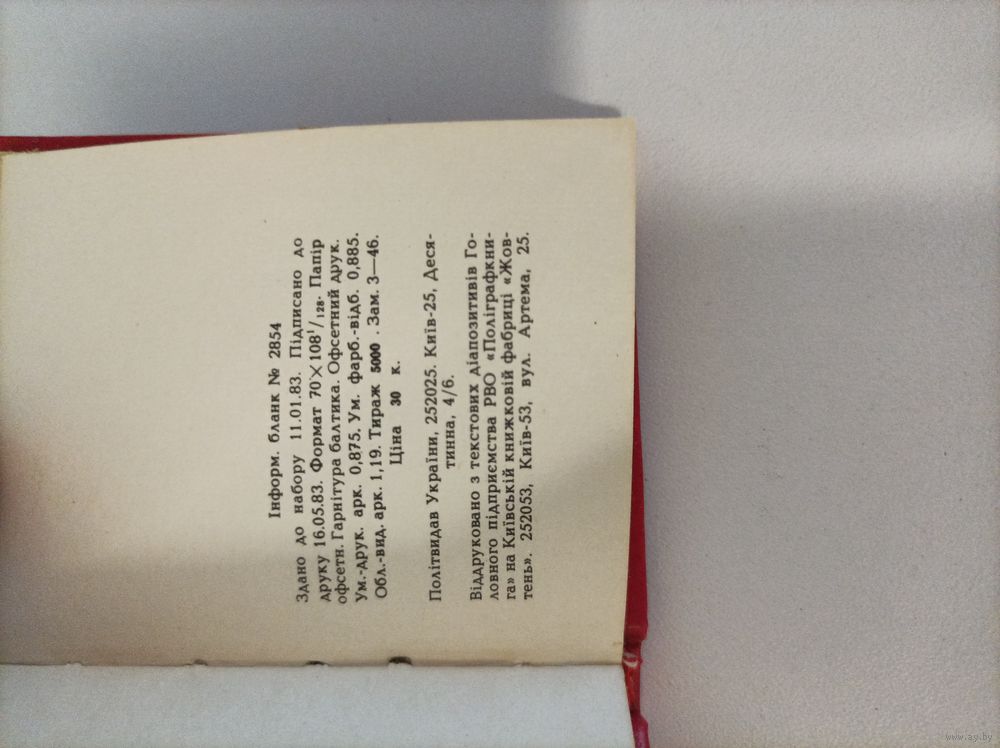 Інформ. бланк № 2854
Здано до набору 11.01.83. Підписано до
друку 16.05.83. Формат 70×108¹/₁₂₈. Папір
офсетн. Гарнітура балтика. Офсетний друк.
Ум.-друк. арк. 0,875. Ум. фарб.-відб. 0,885.
Обл.-вид. арк. 1,19. Тираж 5000 . Зам. 3—46.
Ціна 30 к.
Політвидав України, 252025. Київ-25, Деся-
тинна, 4/6.
Віддруковано з текстових діапозитивів Го-
ловного підприємства РВО «Поліграфкни-
га» на Київській книжковій фабриці «Жов-
тень». 252053, Київ-53, вул. Артема, 25.
www.ay.by